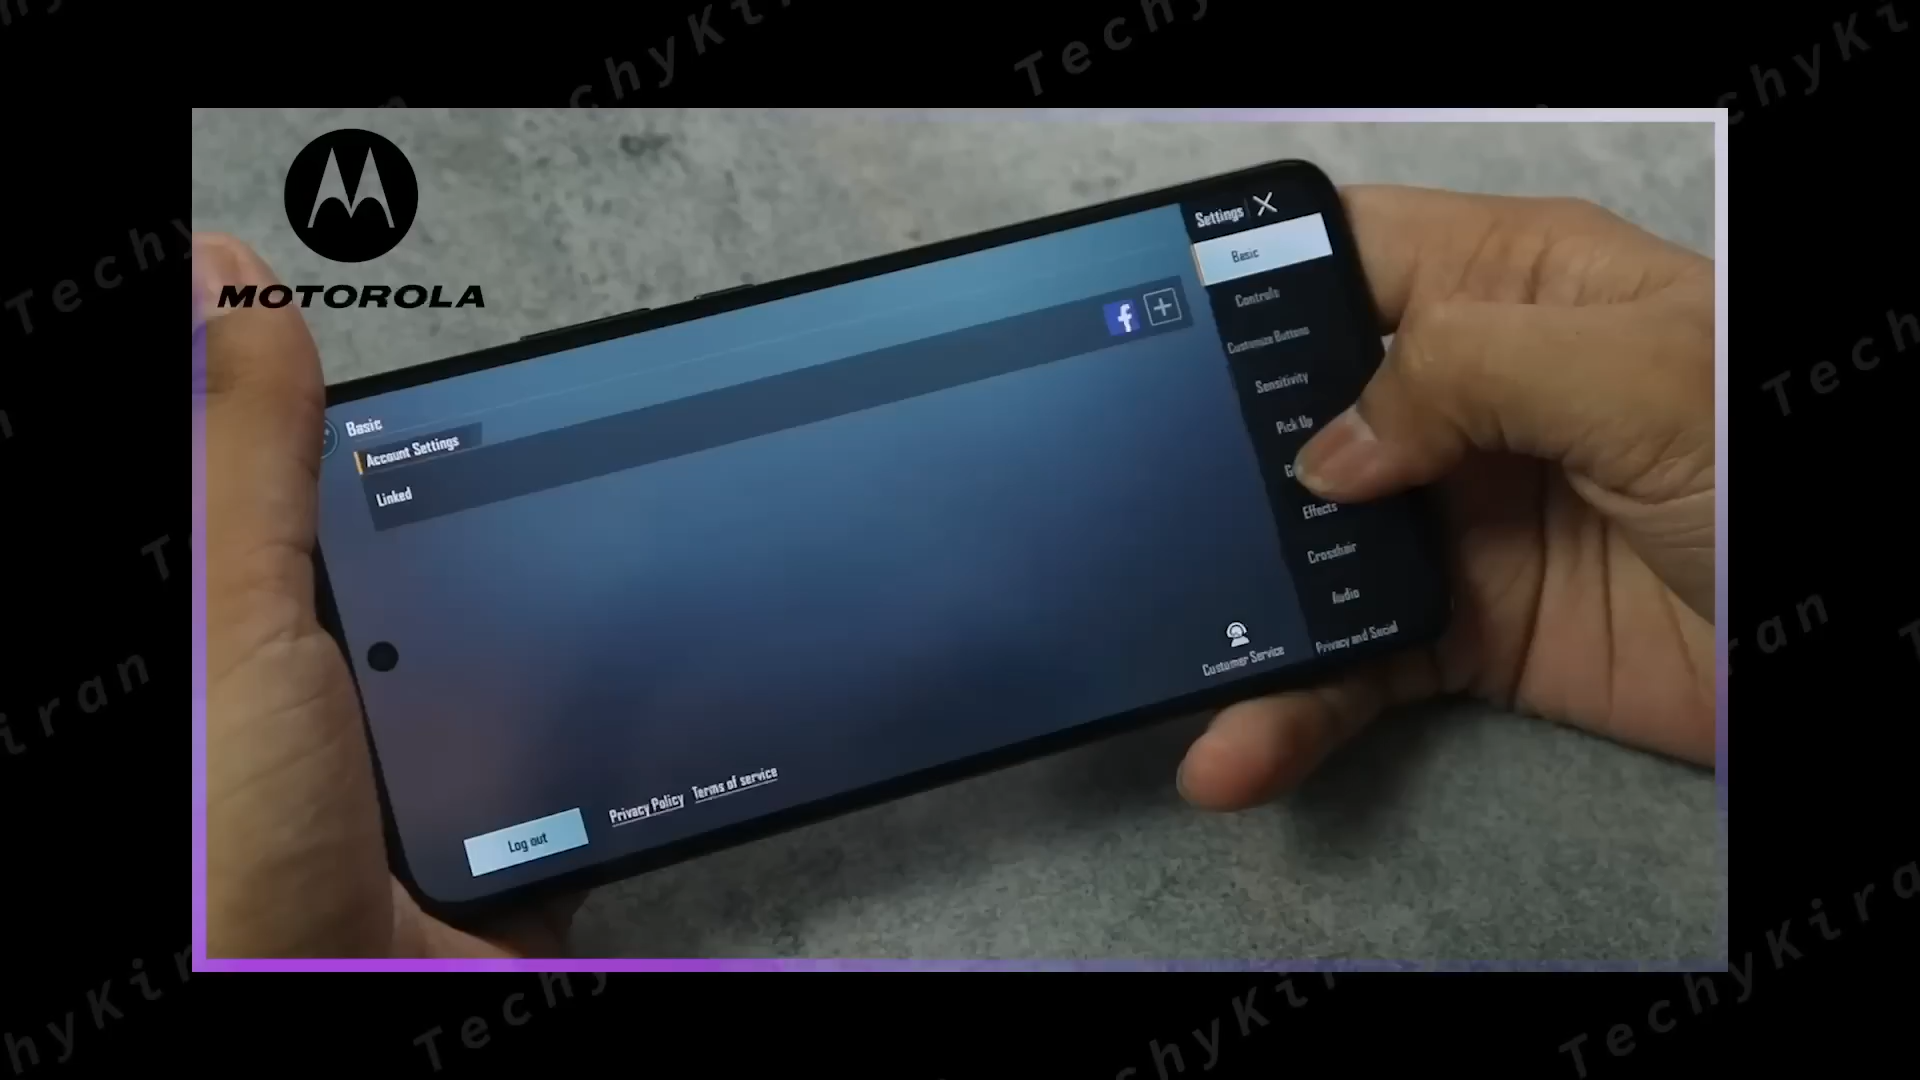 MOTOROLA
Settings
Basic
Controls
Customize Buttons
Sensitivity
Pick Up
Effects
Crosshair
Audio
Privacy and Social
Basic
Account Settings
Linked
Customer Service
Log out
Privacy Policy
Terms of service
TechyKiran